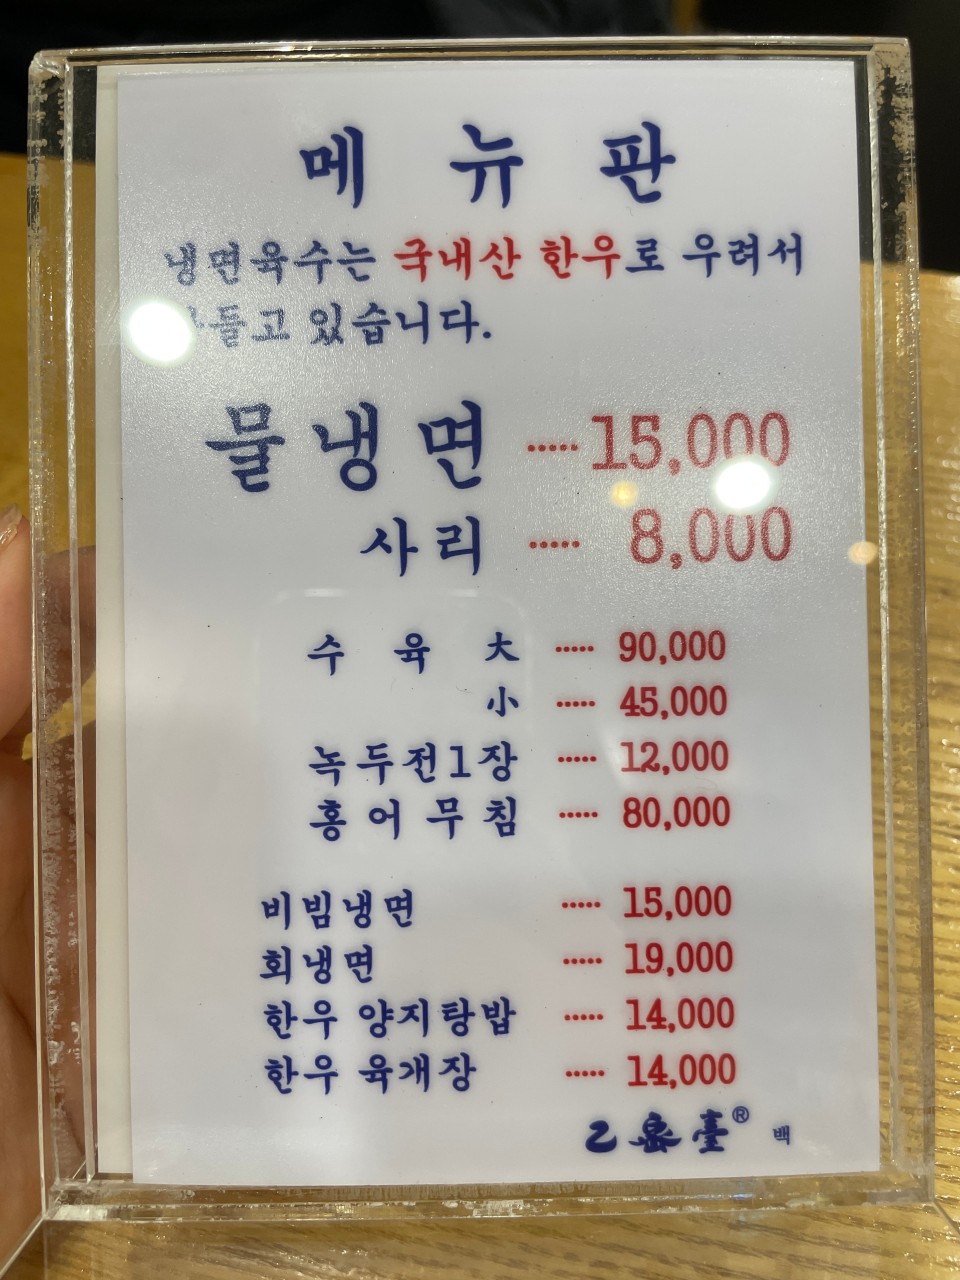 메 뉴 판
냉면육수는 국내산 한우로 우려서
만들고 있습니다.
물냉면 ····· 15,000
사리 ····· 8,000
수 육 大 ····· 90,000
小 ····· 45,000
녹두전1장 ····· 12,000
홍어무침 ····· 80,000
비빔냉면 ····· 15,000
회냉면 ····· 19,000
한우 양지탕밥 ····· 14,000
한우 육개장 ····· 14,000
乙密臺® 백